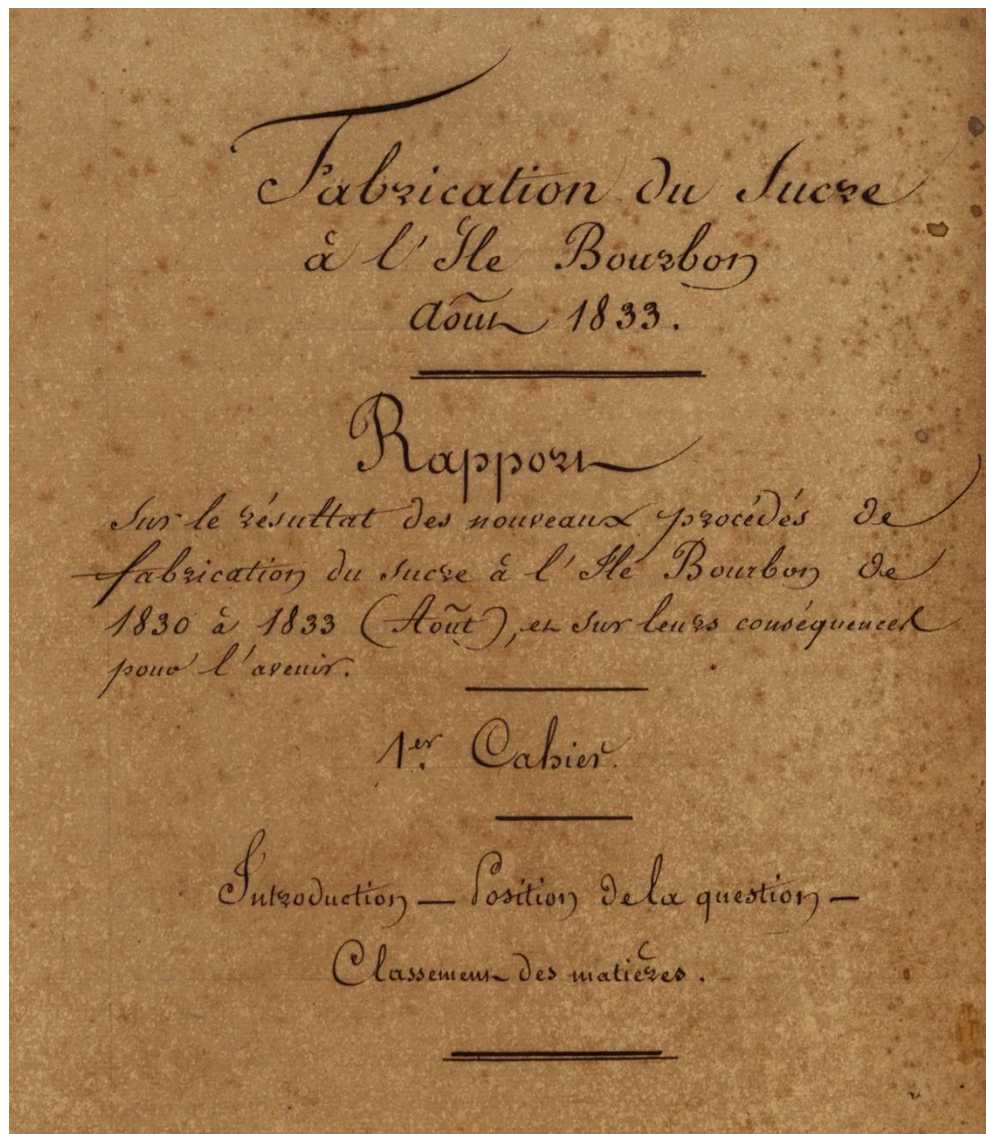 Fabrication du Sucre
à l'Ile Bourbon
Août 1833.
Rapport
sur le résultat des nouveaux procédés de
fabrication du sucre à l'Ile Bourbon de
1830 à 1833 (Août), et sur leurs conséquences
pour l'avenir.
1er. Cahier.
Introduction — Position de la question —
Classement des matières.